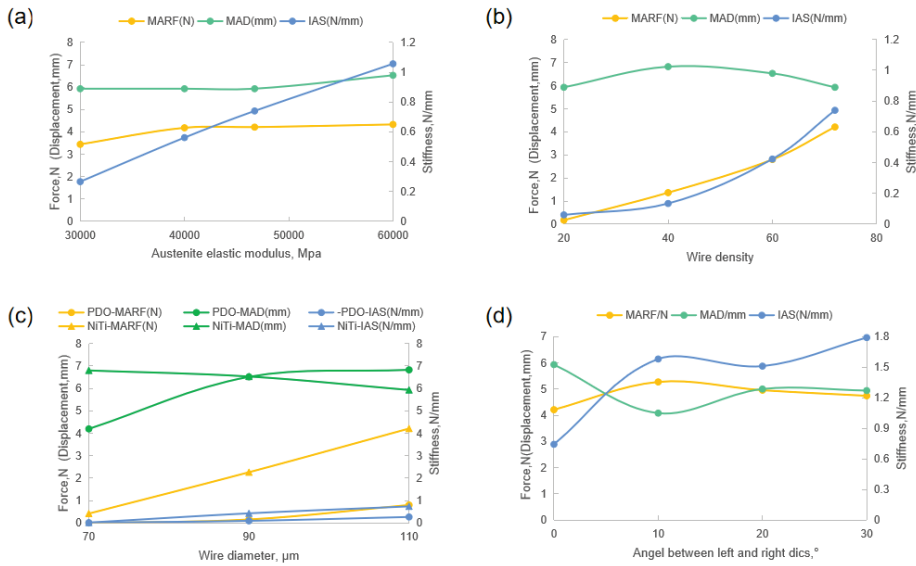 (a)
MARF(N) MAD(mm) IAS(N/mm)
Force,N (Displacement,mm)
8
7
6
5
4
3
2
1
0
1.2
1
0.8
0.6
0.4
0.2
0
Stiffness,N/mm
30000 40000 50000 60000
Austenite elastic modulus, Mpa
(b)
MARF(N) MAD(mm) IAS(N/mm)
Force,N (Displacement,mm)
8
7
6
5
4
3
2
1
0
1.2
1
0.8
0.6
0.4
0.2
0
Stiffness,N/mm
20 40 60 80
Wire density
(c)
PDO-MARF(N) PDO-MAD(mm) -PDO-IAS(N/mm)
NiTi-MARF(N) NiTi-MAD(mm) NiTi-IAS(N/mm)
Force,N (Displacement,mm)
8
7
6
5
4
3
2
1
0
8
7
6
5
4
3
2
1
0
Stiffness,N/mm
70 90 110
Wire diameter, μm
(d)
MARF/N MAD/mm IAS(N/mm)
Force,N(Displacement,mm)
7
6
5
4
3
2
1
0
1.8
1.5
1.2
0.9
0.6
0.3
0
Stiffness,N/mm
0 10 20 30
Angel between left and right dics,°